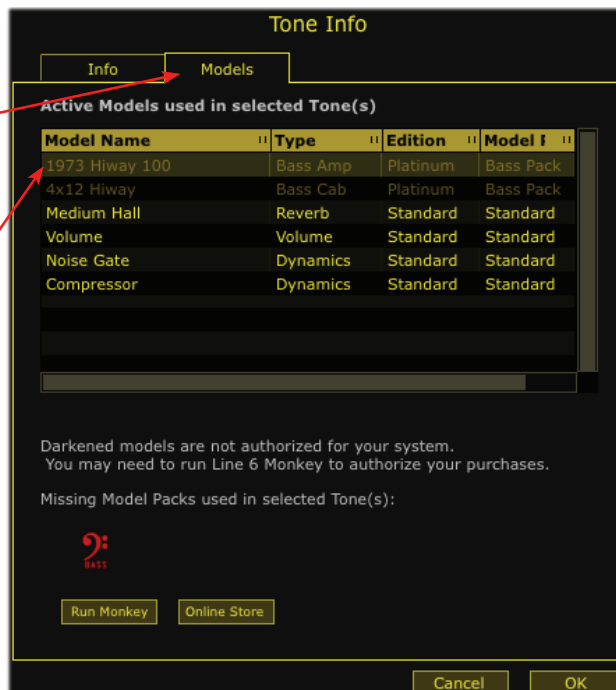 Tone Info
Info Models
Active Models used in selected Tone(s)
Model Name Type Edition Model
1973 Hiway 100 Bass Amp Platinum Bass Pack
4x12 Hiway Bass Cab Platinum Bass Pack
Medium Hall Reverb Standard Standard
Volume Volume Standard Standard
Noise Gate Dynamics Standard Standard
Compressor Dynamics Standard Standard
Darkened models are not authorized for your system.
You may need to run Line 6 Monkey to authorize your purchases.
Missing Model Packs used in selected Tone(s):
BASS
Run Monkey Online Store
Cancel OK